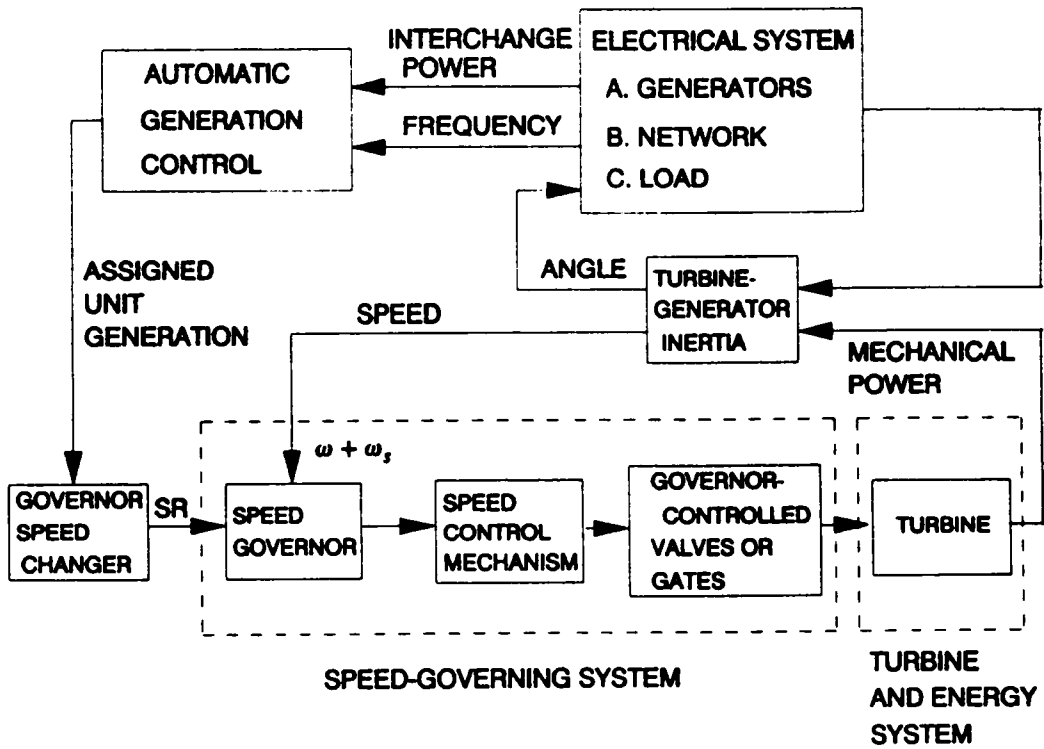 AUTOMATIC
GENERATION
CONTROL
INTERCHANGE
POWER
FREQUENCY
ELECTRICAL SYSTEM
A. GENERATORS
B. NETWORK
C. LOAD
ASSIGNED
UNIT
GENERATION
ANGLE
SPEED
TURBINE-
GENERATOR
INERTIA
MECHANICAL
POWER
ω + ωₛ
GOVERNOR
SPEED
CHANGER
SR
SPEED
GOVERNOR
SPEED
CONTROL
MECHANISM
GOVERNOR-
CONTROLLED
VALVES OR
GATES
TURBINE
SPEED-GOVERNING SYSTEM
TURBINE
AND ENERGY
SYSTEM